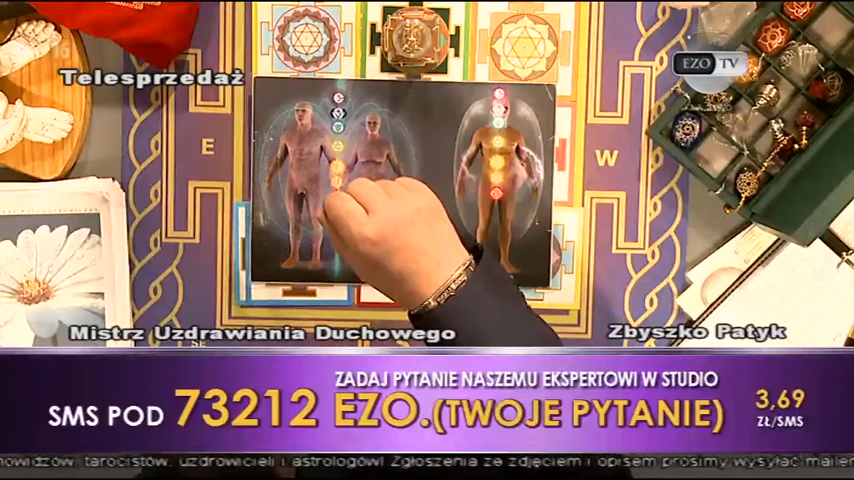 EZO TV
Telesprzedaż
E
W
Mistrz Uzdrawiania Duchowego
Zbyszko Patyk
SE
ZADAJ PYTANIE NASZEMU EKSPERTOWI W STUDIO
SMS POD 73212 EZO.(TWOJE PYTANIE)
3,69
ZŁ/SMS
tarocistów, uzdrowicieli i astrologów! Zgłoszenia ze zdjęciem i opisem prosimy wysyłać